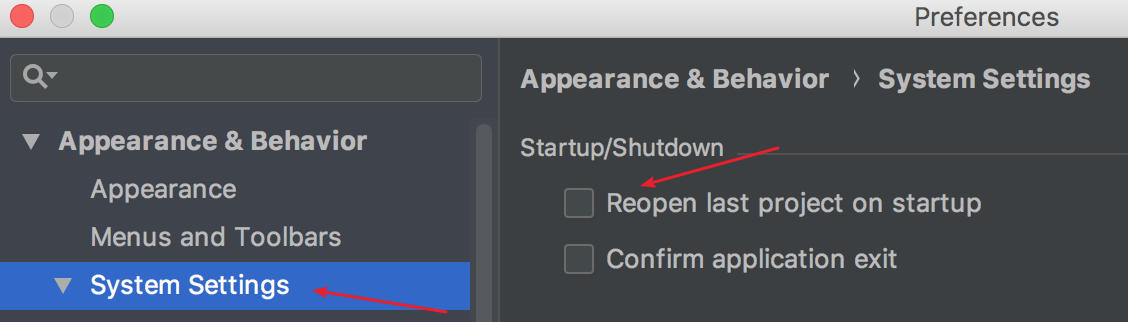 Preferences
Appearance & Behavior
Appearance
Menus and Toolbars
System Settings
Appearance & Behavior › System Settings
Startup/Shutdown
Reopen last project on startup
Confirm application exit